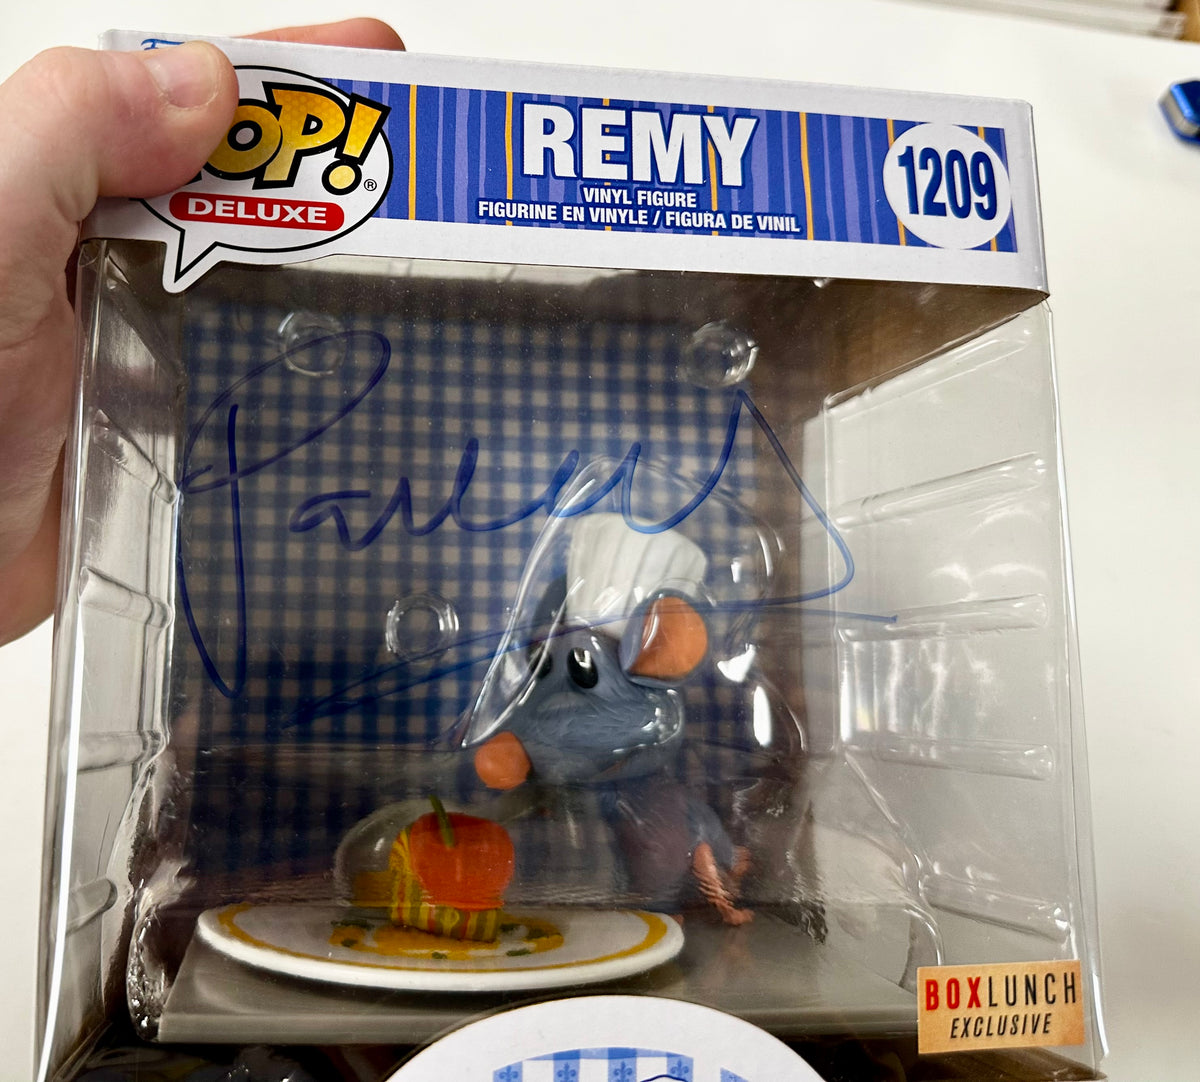 POP!®
DELUXE
REMY
VINYL FIGURE
FIGURINE EN VINYLE / FIGURA DE VINIL
1209
BOXLUNCH
EXCLUSIVE